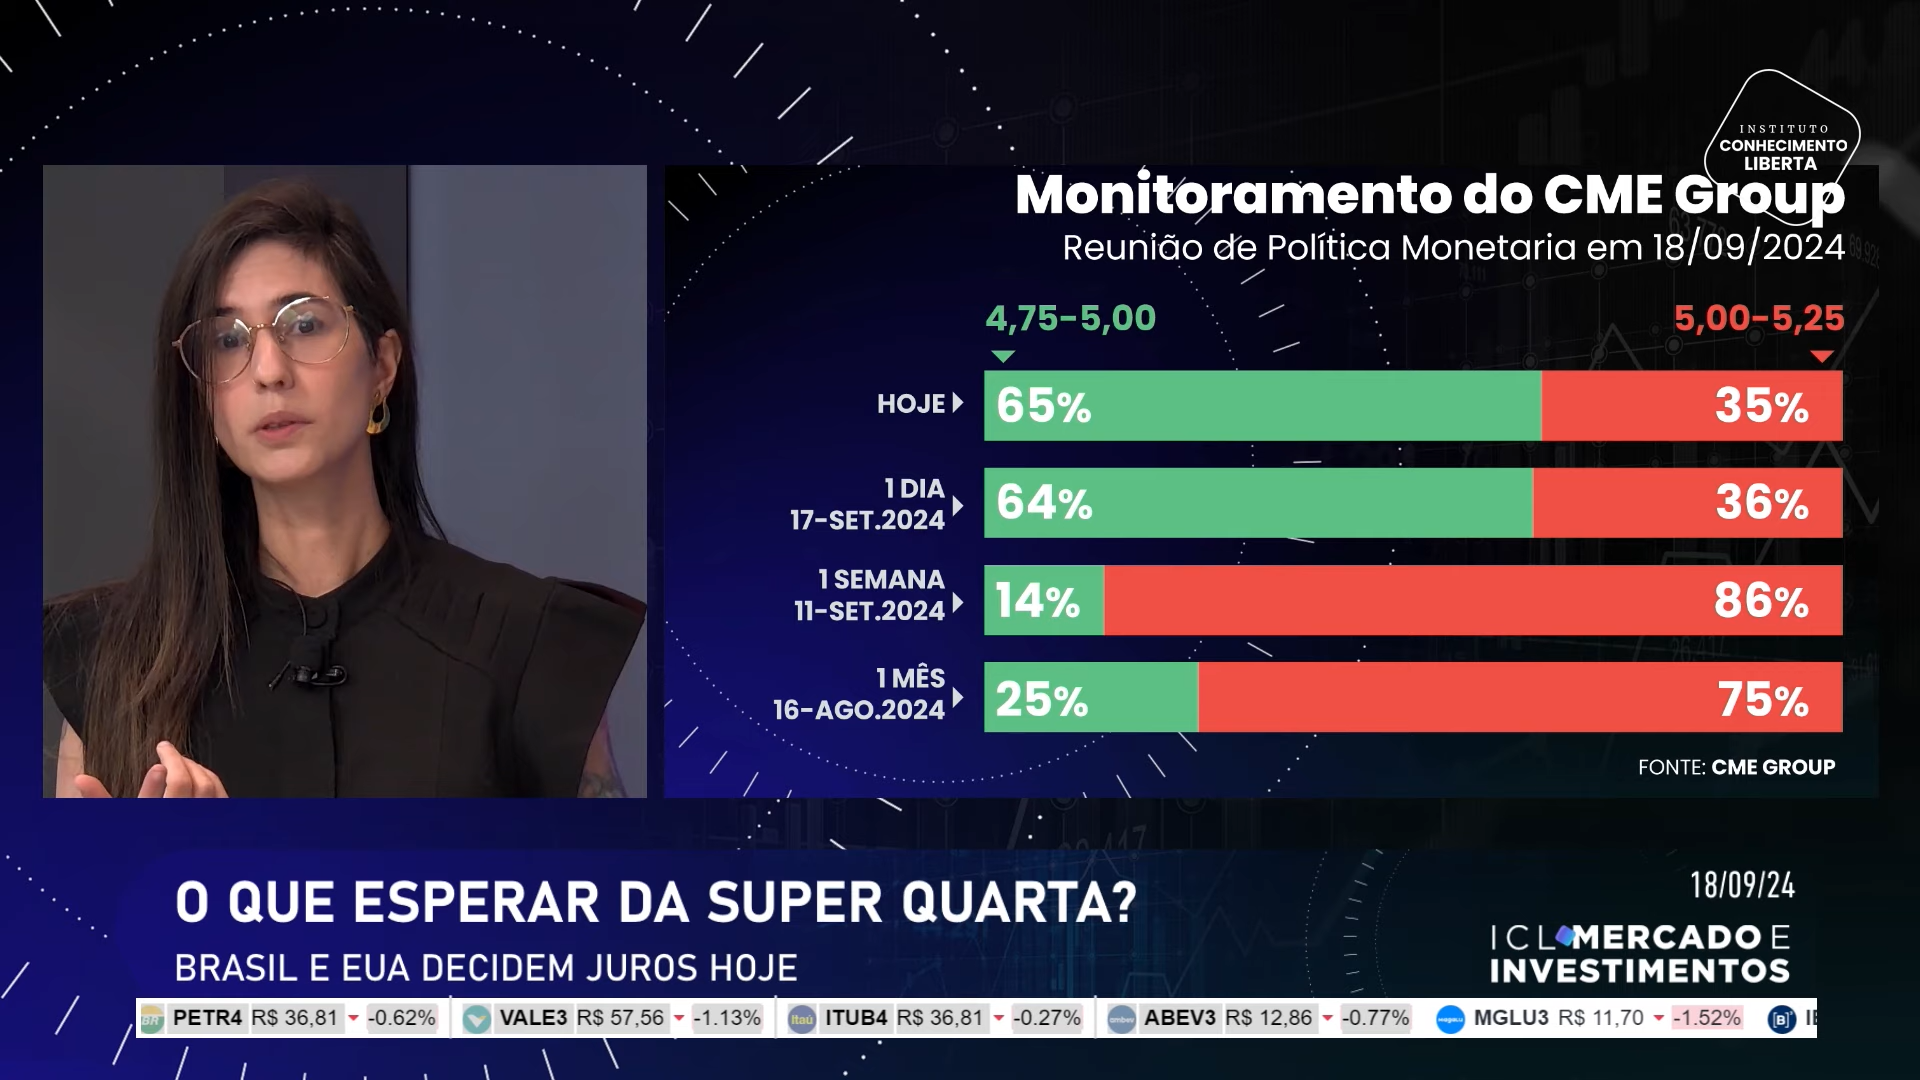 INSTITUTO
CONHECIMENTO
LIBERTA
Monitoramento do CME Group
Reunião de Política Monetaria em 18/09/2024
4,75-5,00 5,00-5,25
HOJE 65% 35%
1 DIA
17-SET.2024 64% 36%
1 SEMANA
11-SET.2024 14% 86%
1 MÊS
16-AGO.2024 25% 75%
FONTE: CME GROUP
O QUE ESPERAR DA SUPER QUARTA?
BRASIL E EUA DECIDEM JUROS HOJE
18/09/24
ICL MERCADO E
INVESTIMENTOS
PETR4 R$ 36,81 -0.62% VALE3 R$ 57,56 -1.13% Itaú ITUB4 R$ 36,81 -0.27% ambev ABEV3 R$ 12,86 -0.77% MGLU3 R$ 11,70 -1.52% [B]